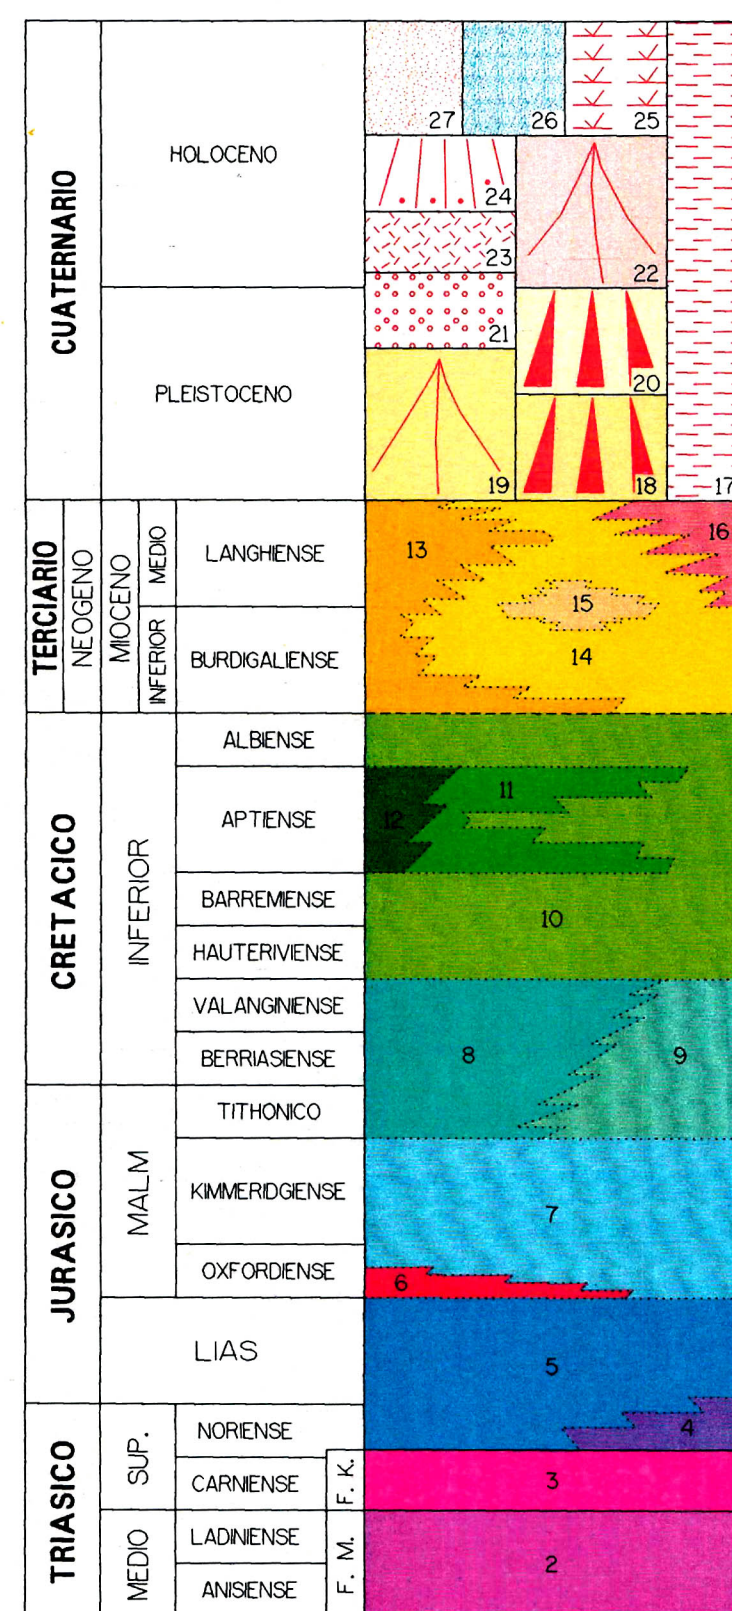 CUATERNARIO
HOLOCENO
27
26
25
24
23
22
21
PLEISTOCENO
20
19
18
17
TERCIARIO
NEOGENO
MIOCENO
MEDIO
LANGHIENSE
13
16
15
INFERIOR
BURDIGALIENSE
14
CRETACICO
INFERIOR
ALBIENSE
APTIENSE
11
12
BARREMIENSE
10
HAUTERIVIENSE
VALANGINIENSE
BERRIASIENSE
8
9
JURASICO
MALM
TITHONICO
KIMMERIDGIENSE
7
OXFORDIENSE
6
LIAS
5
TRIASICO
SUP.
NORIENSE
4
CARNIENSE
F. K.
3
MEDIO
LADINIENSE
F. M.
2
ANISIENSE